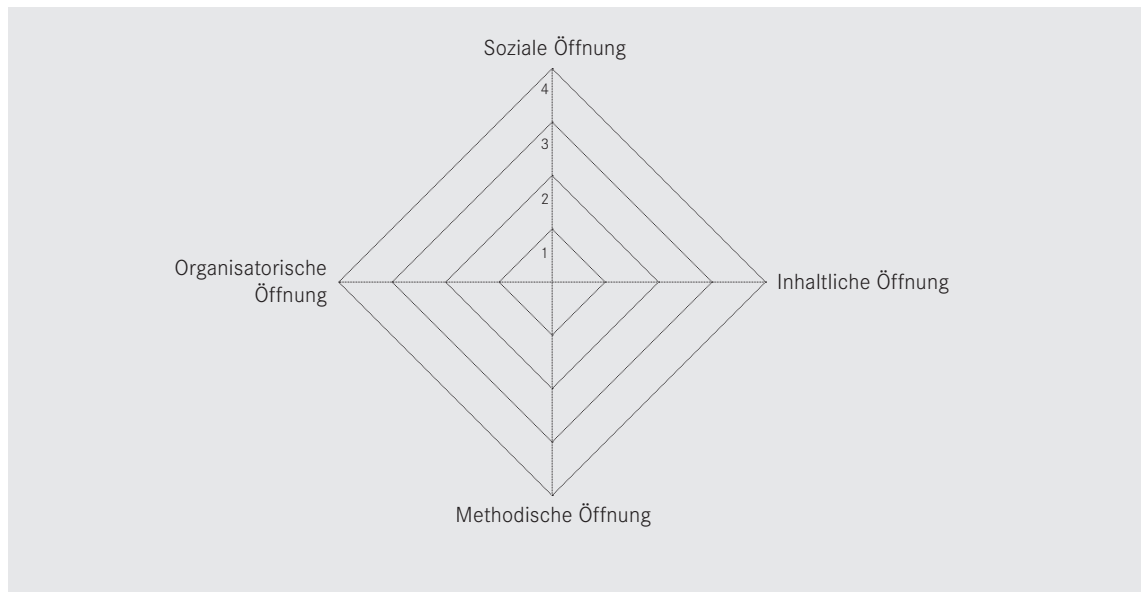 Soziale Öffnung
4
3
2
1
Organisatorische
Öffnung
Inhaltliche Öffnung
Methodische Öffnung